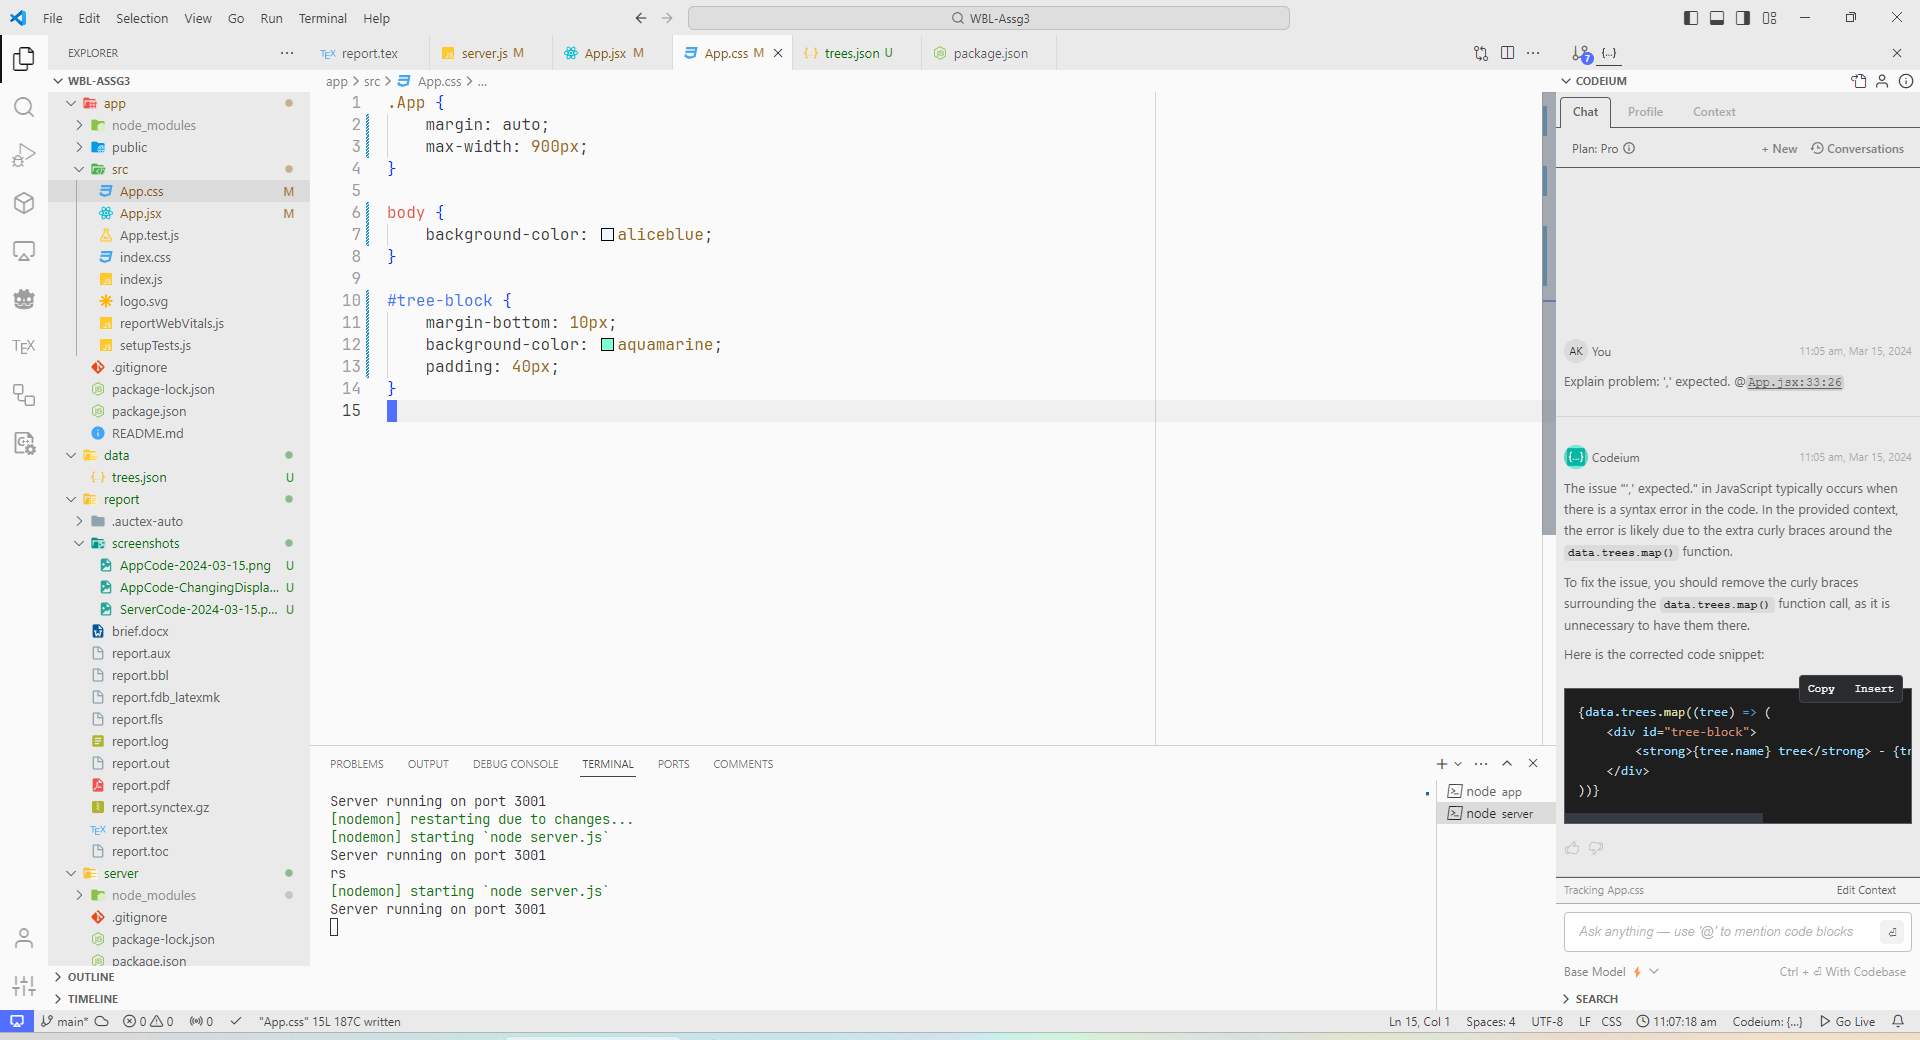 File Edit Selection View Go Run Terminal Help
WBL-Assg3
EXPLORER
WBL-ASSG3
app
node_modules
public
src
App.css M
App.jsx M
App.test.js
index.css
index.js
logo.svg
reportWebVitals.js
setupTests.js
.gitignore
package-lock.json
package.json
README.md
data
trees.json U
report
.auctex-auto
screenshots
AppCode-2024-03-15.png U
AppCode-ChangingDispla... U
ServerCode-2024-03-15.p... U
brief.docx
report.aux
report.bbl
report.fdb_latexmk
report.fls
report.log
report.out
report.pdf
report.synctex.gz
report.tex
report.toc
server
node_modules
.gitignore
package-lock.json
package.json
OUTLINE
TIMELINE
report.tex server.js M App.jsx M App.css M trees.json U package.json
app > src > App.css > ...
1 .App {
2 margin: auto;
3 max-width: 900px;
4 }
5
6 body {
7 background-color: aliceblue;
8 }
9
10 #tree-block {
11 margin-bottom: 10px;
12 background-color: aquamarine;
13 padding: 40px;
14 }
15
PROBLEMS OUTPUT DEBUG CONSOLE TERMINAL PORTS COMMENTS
Server running on port 3001
[nodemon] restarting due to changes...
[nodemon] starting `node server.js`
Server running on port 3001
rs
[nodemon] starting `node server.js`
Server running on port 3001
node app
node server
7
CODEIUM
Chat Profile Context
Plan: Pro + New Conversations
AK You 11:05 am, Mar 15, 2024
Explain problem: ',' expected. @App.jsx:33:26
Codeium 11:05 am, Mar 15, 2024
The issue "',' expected." in JavaScript typically occurs when
there is a syntax error in the code. In the provided context,
the error is likely due to the extra curly braces around the
data.trees.map() function.
To fix the issue, you should remove the curly braces
surrounding the data.trees.map() function call, as it is
unnecessary to have them there.
Here is the corrected code snippet:
Copy Insert
{data.trees.map((tree) => (
<div id="tree-block">
<strong>{tree.name} tree</strong> - {tr
</div>
))}
Tracking App.css Edit Context
Ask anything — use '@' to mention code blocks
Base Model Ctrl + ⏎ With Codebase
SEARCH
main* 0 0 0 "App.css" 15L 187C written Ln 15, Col 1 Spaces: 4 UTF-8 LF CSS 11:07:18 am Codeium: {...} Go Live